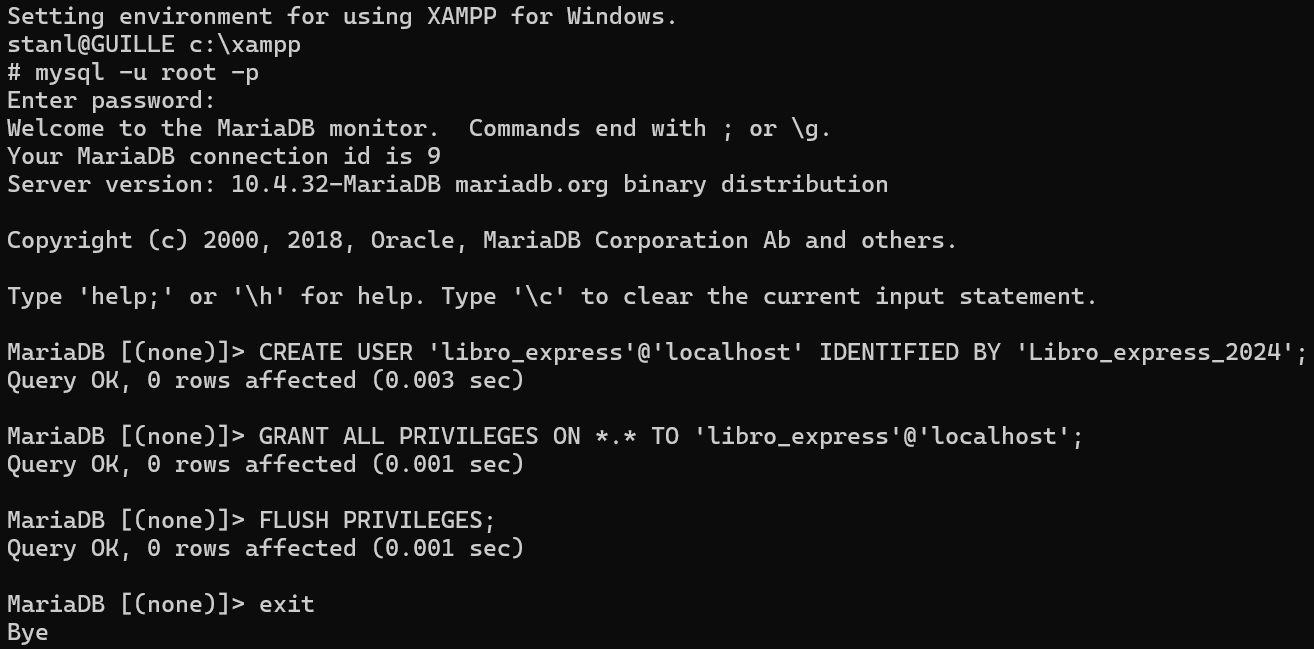 Setting environment for using XAMPP for Windows.
stanl@GUILLE c:\xampp
# mysql -u root -p
Enter password:
Welcome to the MariaDB monitor.  Commands end with ; or \g.
Your MariaDB connection id is 9
Server version: 10.4.32-MariaDB mariadb.org binary distribution

Copyright (c) 2000, 2018, Oracle, MariaDB Corporation Ab and others.

Type 'help;' or '\h' for help. Type '\c' to clear the current input statement.

MariaDB [(none)]> CREATE USER 'libro_express'@'localhost' IDENTIFIED BY 'Libro_express_2024';
Query OK, 0 rows affected (0.003 sec)

MariaDB [(none)]> GRANT ALL PRIVILEGES ON *.* TO 'libro_express'@'localhost';
Query OK, 0 rows affected (0.001 sec)

MariaDB [(none)]> FLUSH PRIVILEGES;
Query OK, 0 rows affected (0.001 sec)

MariaDB [(none)]> exit
Bye